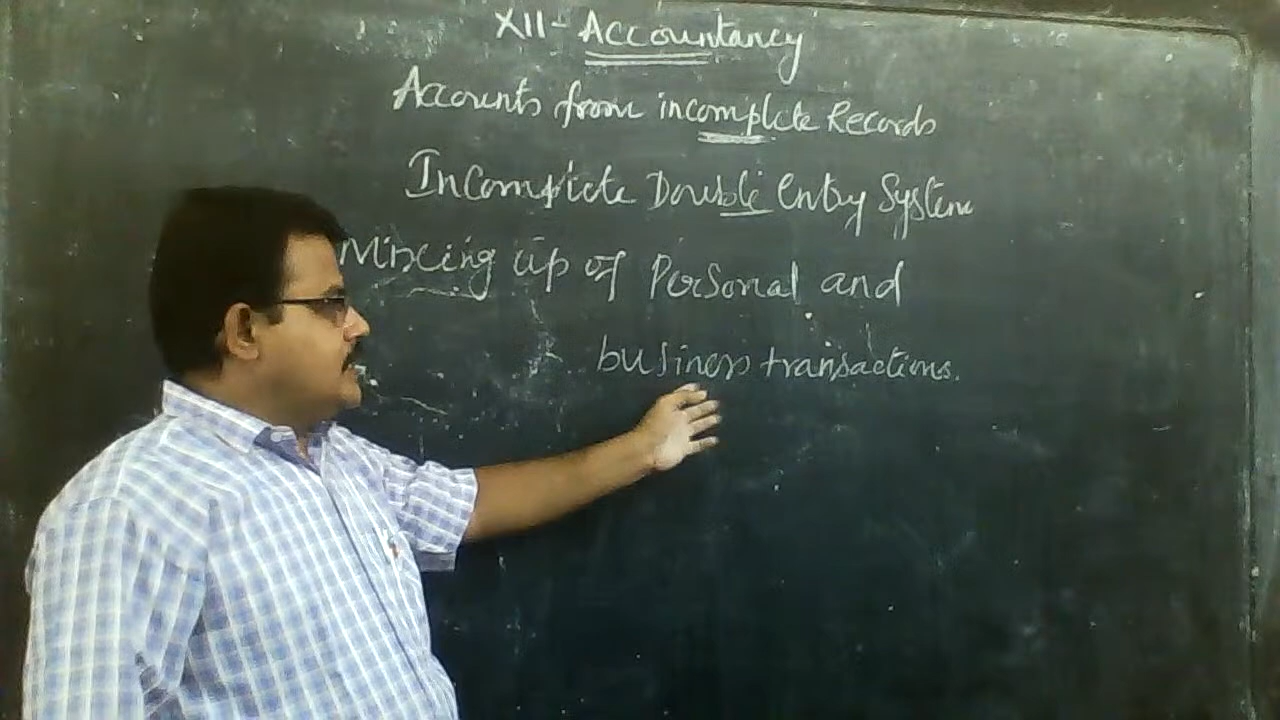 XII - Accountancy
Accounts from incomplete Records
Incomplete Double Entry System
Mixing up of Personal and
business transactions.